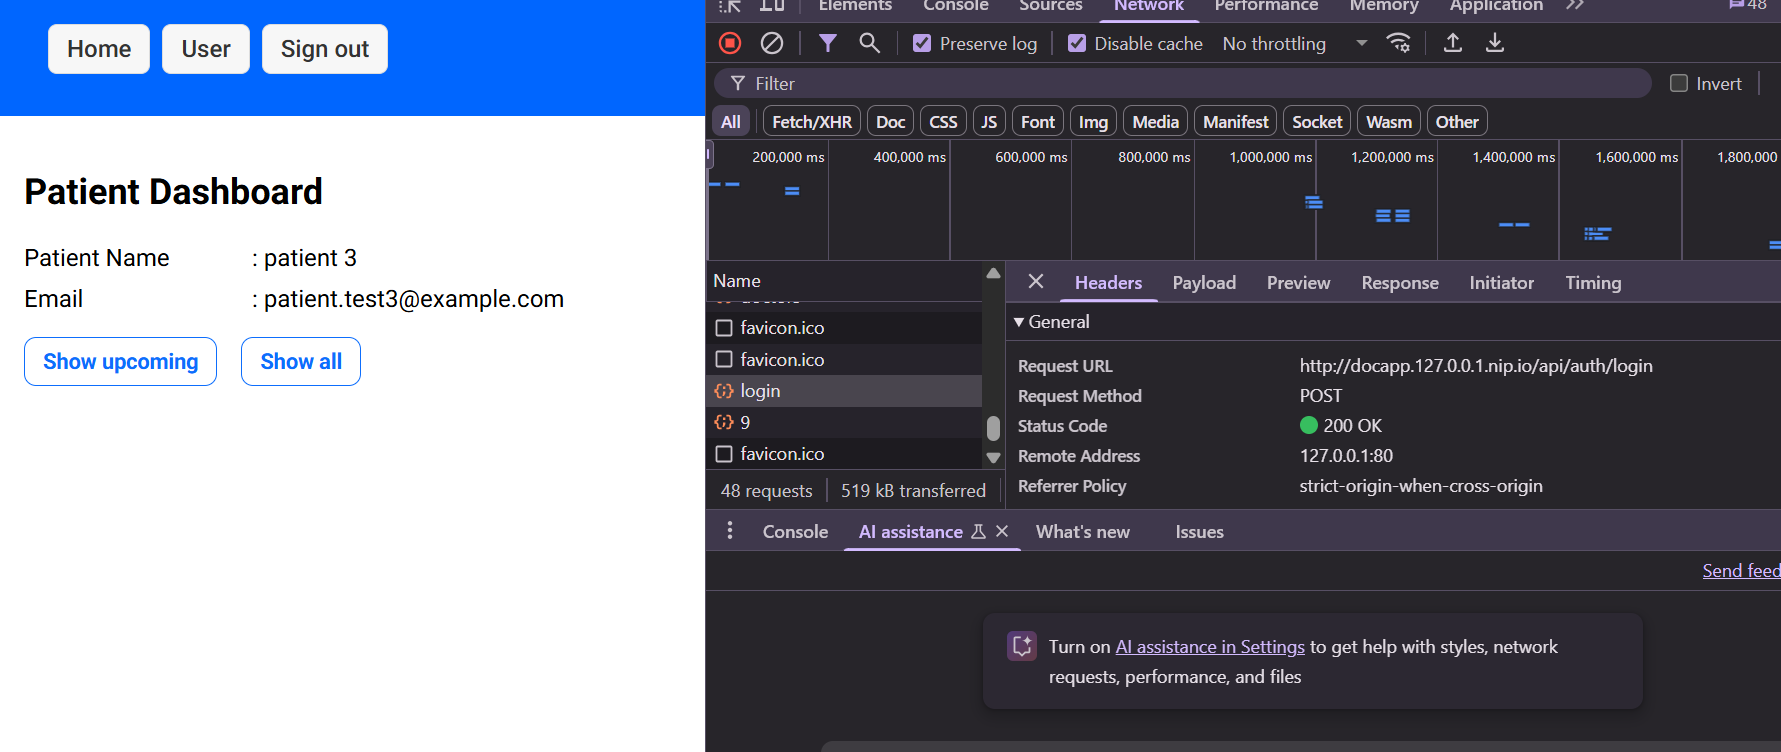 Home User Sign out
Patient Dashboard
Patient Name : patient 3
Email : patient.test3@example.com
Show upcoming Show all
Elements Console Sources Network Performance Memory Application 48
Preserve log Disable cache No throttling
Filter Invert
All Fetch/XHR Doc CSS JS Font Img Media Manifest Socket Wasm Other
200,000 ms 400,000 ms 600,000 ms 800,000 ms 1,000,000 ms 1,200,000 ms 1,400,000 ms 1,600,000 ms 1,800,000
Name
favicon.ico
favicon.ico
login
9
favicon.ico
48 requests 519 kB transferred
Headers Payload Preview Response Initiator Timing
General
Request URL http://docapp.127.0.0.1.nip.io/api/auth/login
Request Method POST
Status Code 200 OK
Remote Address 127.0.0.1:80
Referrer Policy strict-origin-when-cross-origin
Console AI assistance What's new Issues
Send feed
Turn on AI assistance in Settings to get help with styles, network
requests, performance, and files